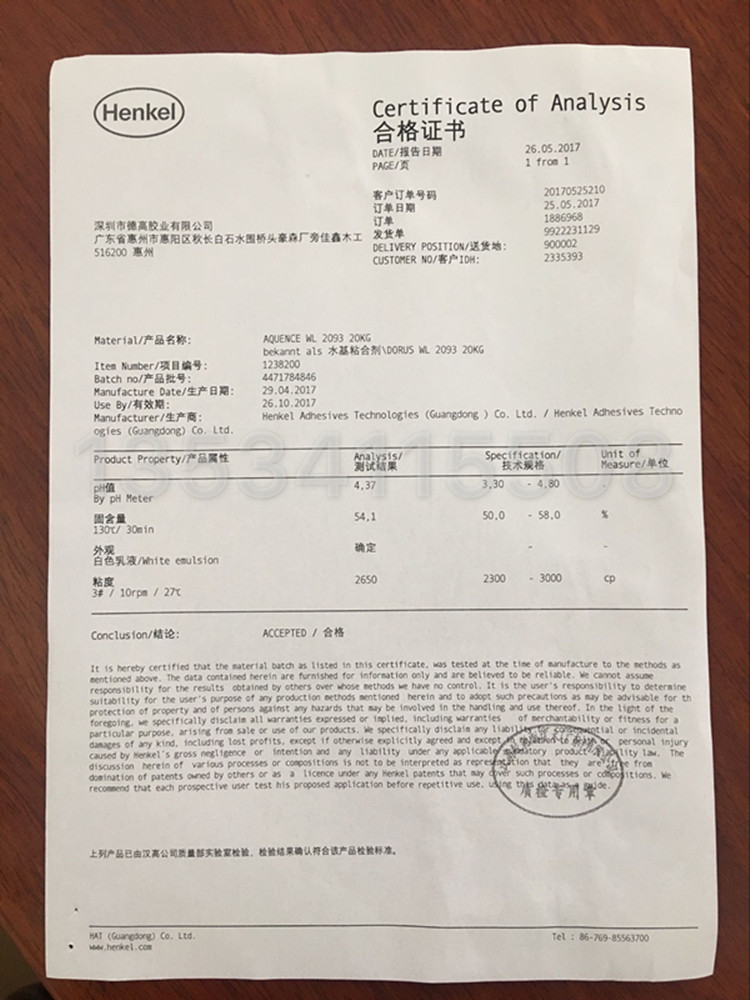 Henkel
Certificate of Analysis
合格证书
DATE/报告日期 26.05.2017
PAGE/页 1 from 1
客户订单号码 20170525210
订单日期 25.05.2017
订单 1886968
发货单 9922231129
DELIVERY POSITION/送货地: 900002
CUSTOMER NO/客户IDH: 2335393
深圳市德高胶业有限公司
广东省惠州市惠阳区秋长白石水围桥头豪森厂旁佳鑫木工
516200 惠州
Material/产品名称: AQUENCE WL 2093 20KG
bekannt als 水基粘合剂\DORUS WL 2093 20KG
Item Number/项目编号: 1238200
Batch no/产品批号: 4471784846
Manufacture Date/生产日期: 29.04.2017
Use By/有效期: 26.10.2017
Manufacturer/生产商: Henkel Adhesives Technologies (Guangdong ) Co. Ltd. / Henkel Adhesives Techno
ogies (Guangdong) Co. Ltd.
Product Property/产品属性 Analysis/ Specification/ Unit of
测试结果 技术规格 Measure/单位
pH值 4,37 3,30 - 4,80 -
By pH Meter
固含量 54,1 50,0 - 58,0 %
130℃/ 30min
外观 确定 - -
白色乳液/White emulsion
粘度 2650 2300 - 3000 cp
3# / 10rpm / 27℃
Conclusion/结论: ACCEPTED / 合格
It is hereby certified that the material batch as listed in this certificate, was tested at the time of manufacture to the methods as
mentioned above. The data contained herein are furnished for information only and are believed to be reliable. We cannot assume
responsibility for the results obtained by others over whose methods we have no control. It is the user's responsibility to determine
suitability for the user's purpose of any production methods mentioned herein and to adopt such precautions as may be advisable for th
protection of property and of persons against any hazards that may be involved in the handling and use thereof. In the light of the
foregoing, we specifically disclaim all warranties expressed or implied, including warranties of merchantability or fitness for a
particular purpose, arising from sale or use of our products. We specifically disclaim any liability for consequential or incidental
damages of any kind, including lost profits, except if otherwise explicitly agreed and except in relation to death or personal injury
caused by Henkel's gross negligence or intention and any liability under any applicable mandatory product liability law. The
discussion herein of various processes or compositions is not to be interpreted as representation that they are free from
domination of patents owned by others or as a licence under any Henkel patents that may cover such processes or compositions. We
recommend that each prospective user test his proposed application before repetitive use, using this data as a guide.
质检专用章
上列产品已由汉高公司质量部实验室检验, 检验结果确认符合该产品检验标准。
HAT (Guangdong) Co. Ltd. Tel : 86-769-85563700
www.henkel.com